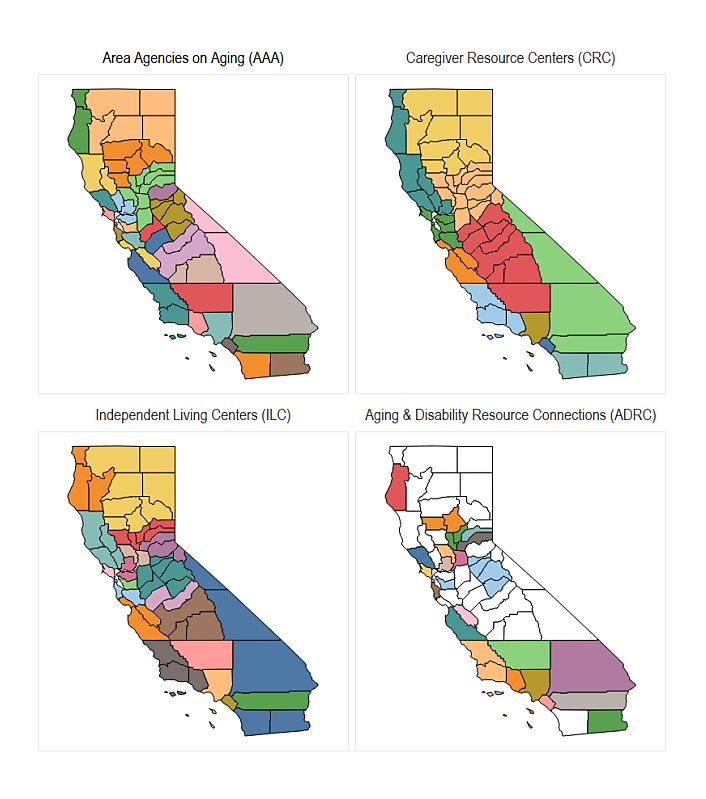 Area Agencies on Aging (AAA)
Caregiver Resource Centers (CRC)
Independent Living Centers (ILC)
Aging & Disability Resource Connections (ADRC)